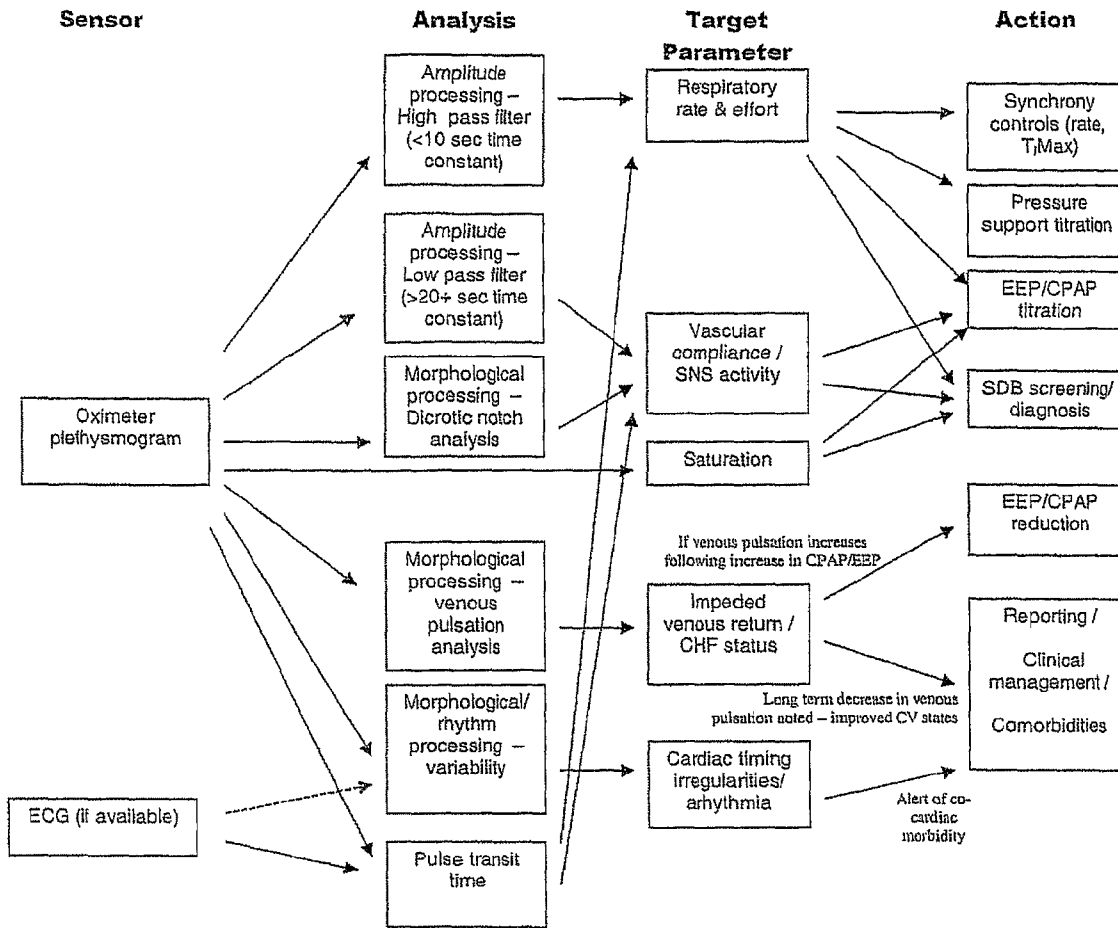 Sensor
Analysis
Target
Parameter
Action
Amplitude
processing –
High pass filter
(<10 sec time
constant)
Amplitude
processing –
Low pass filter
(>20+ sec time
constant)
Morphological
processing –
Dicrotic notch
analysis
Oximeter
plethysmogram
Morphological
processing –
venous
pulsation
analysis
Morphological/
rhythm
processing –
variability
ECG (if available)
Pulse transit
time
Respiratory
rate & effort
Vascular
compliance /
SNS activity
Saturation
If venous pulsation increases
following increase in CPAP/EEP
Impeded
venous return /
CHF status
Long term decrease in venous
pulsation noted – improved CV states
Cardiac timing
irregularities/
arhythmia
Alert of co-
cardiac
morbidity
Synchrony
controls (rate,
TiMax)
Pressure
support titration
EEP/CPAP
titration
SDB screening/
diagnosis
EEP/CPAP
reduction
Reporting /
Clinical
management /
Comorbidities